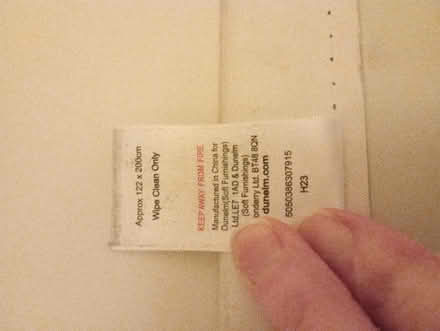 Approx 122 x 200cm
Wipe Clean Only
KEEP AWAY FROM FIRE
Manufactured in China for
Dunelm(Soft Furnishings)
Ltd.LE7 1AD & Dunelm
(Soft Furnishings)
onderry Ltd. BT48 8QN
dunelm.com
5050386307915
H23